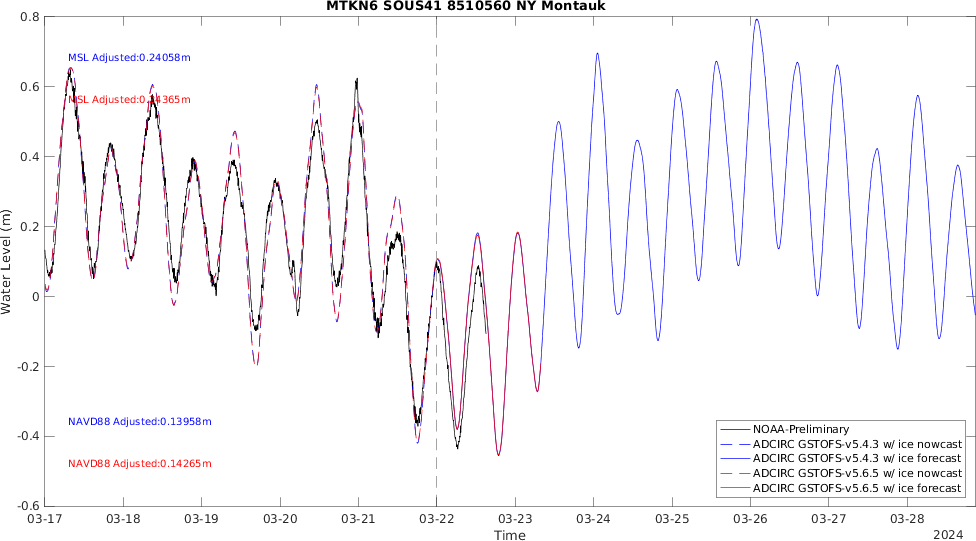 MTKN6 SOUS41 8510560 NY Montauk
0.8
0.6
0.4
0.2
0
-0.2
-0.4
-0.6
Water Level (m)
MSL Adjusted:0.24058m
MSL Adjusted:0.24365m
NAVD88 Adjusted:0.13958m
NAVD88 Adjusted:0.14265m
NOAA-Preliminary
ADCIRC GSTOFS-v5.4.3 w/ ice nowcast
ADCIRC GSTOFS-v5.4.3 w/ ice forecast
ADCIRC GSTOFS-v5.6.5 w/ ice nowcast
ADCIRC GSTOFS-v5.6.5 w/ ice forecast
03-17 03-18 03-19 03-20 03-21 03-22 03-23 03-24 03-25 03-26 03-27 03-28
Time
2024